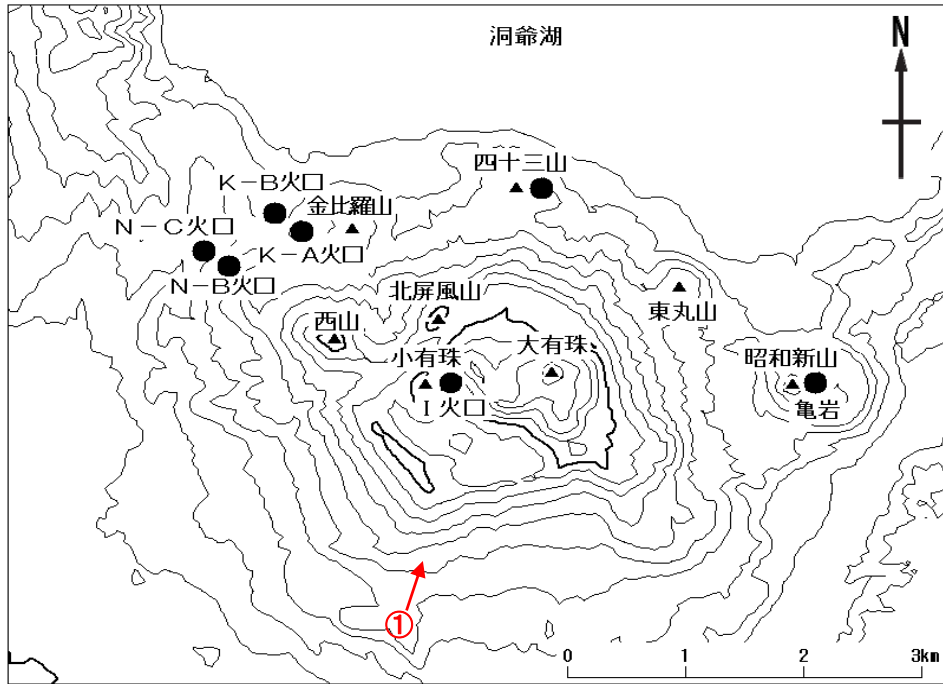 洞爺湖
N
四十三山
K－B火口
金比羅山
N－C火口
K－A火口
N－B火口
北屏風山
東丸山
西山
大有珠
小有珠
昭和新山
I火口
亀岩
①
0 1 2 3km